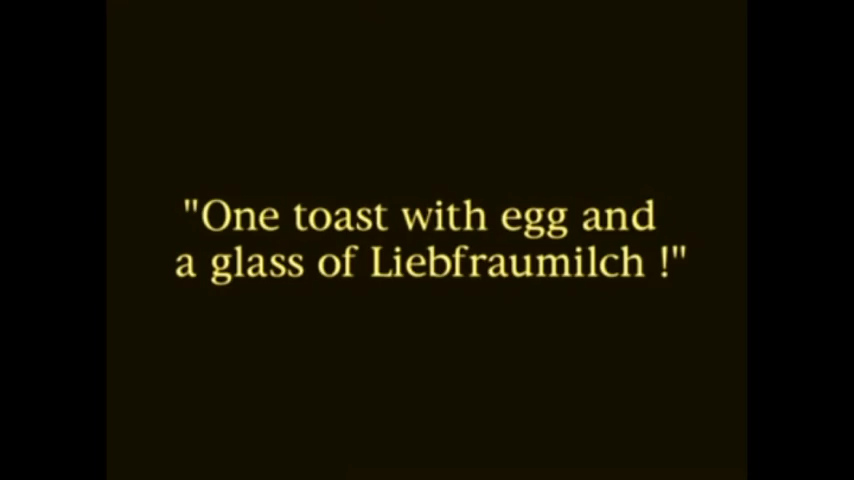 "One toast with egg and
a glass of Liebfraumilch !"